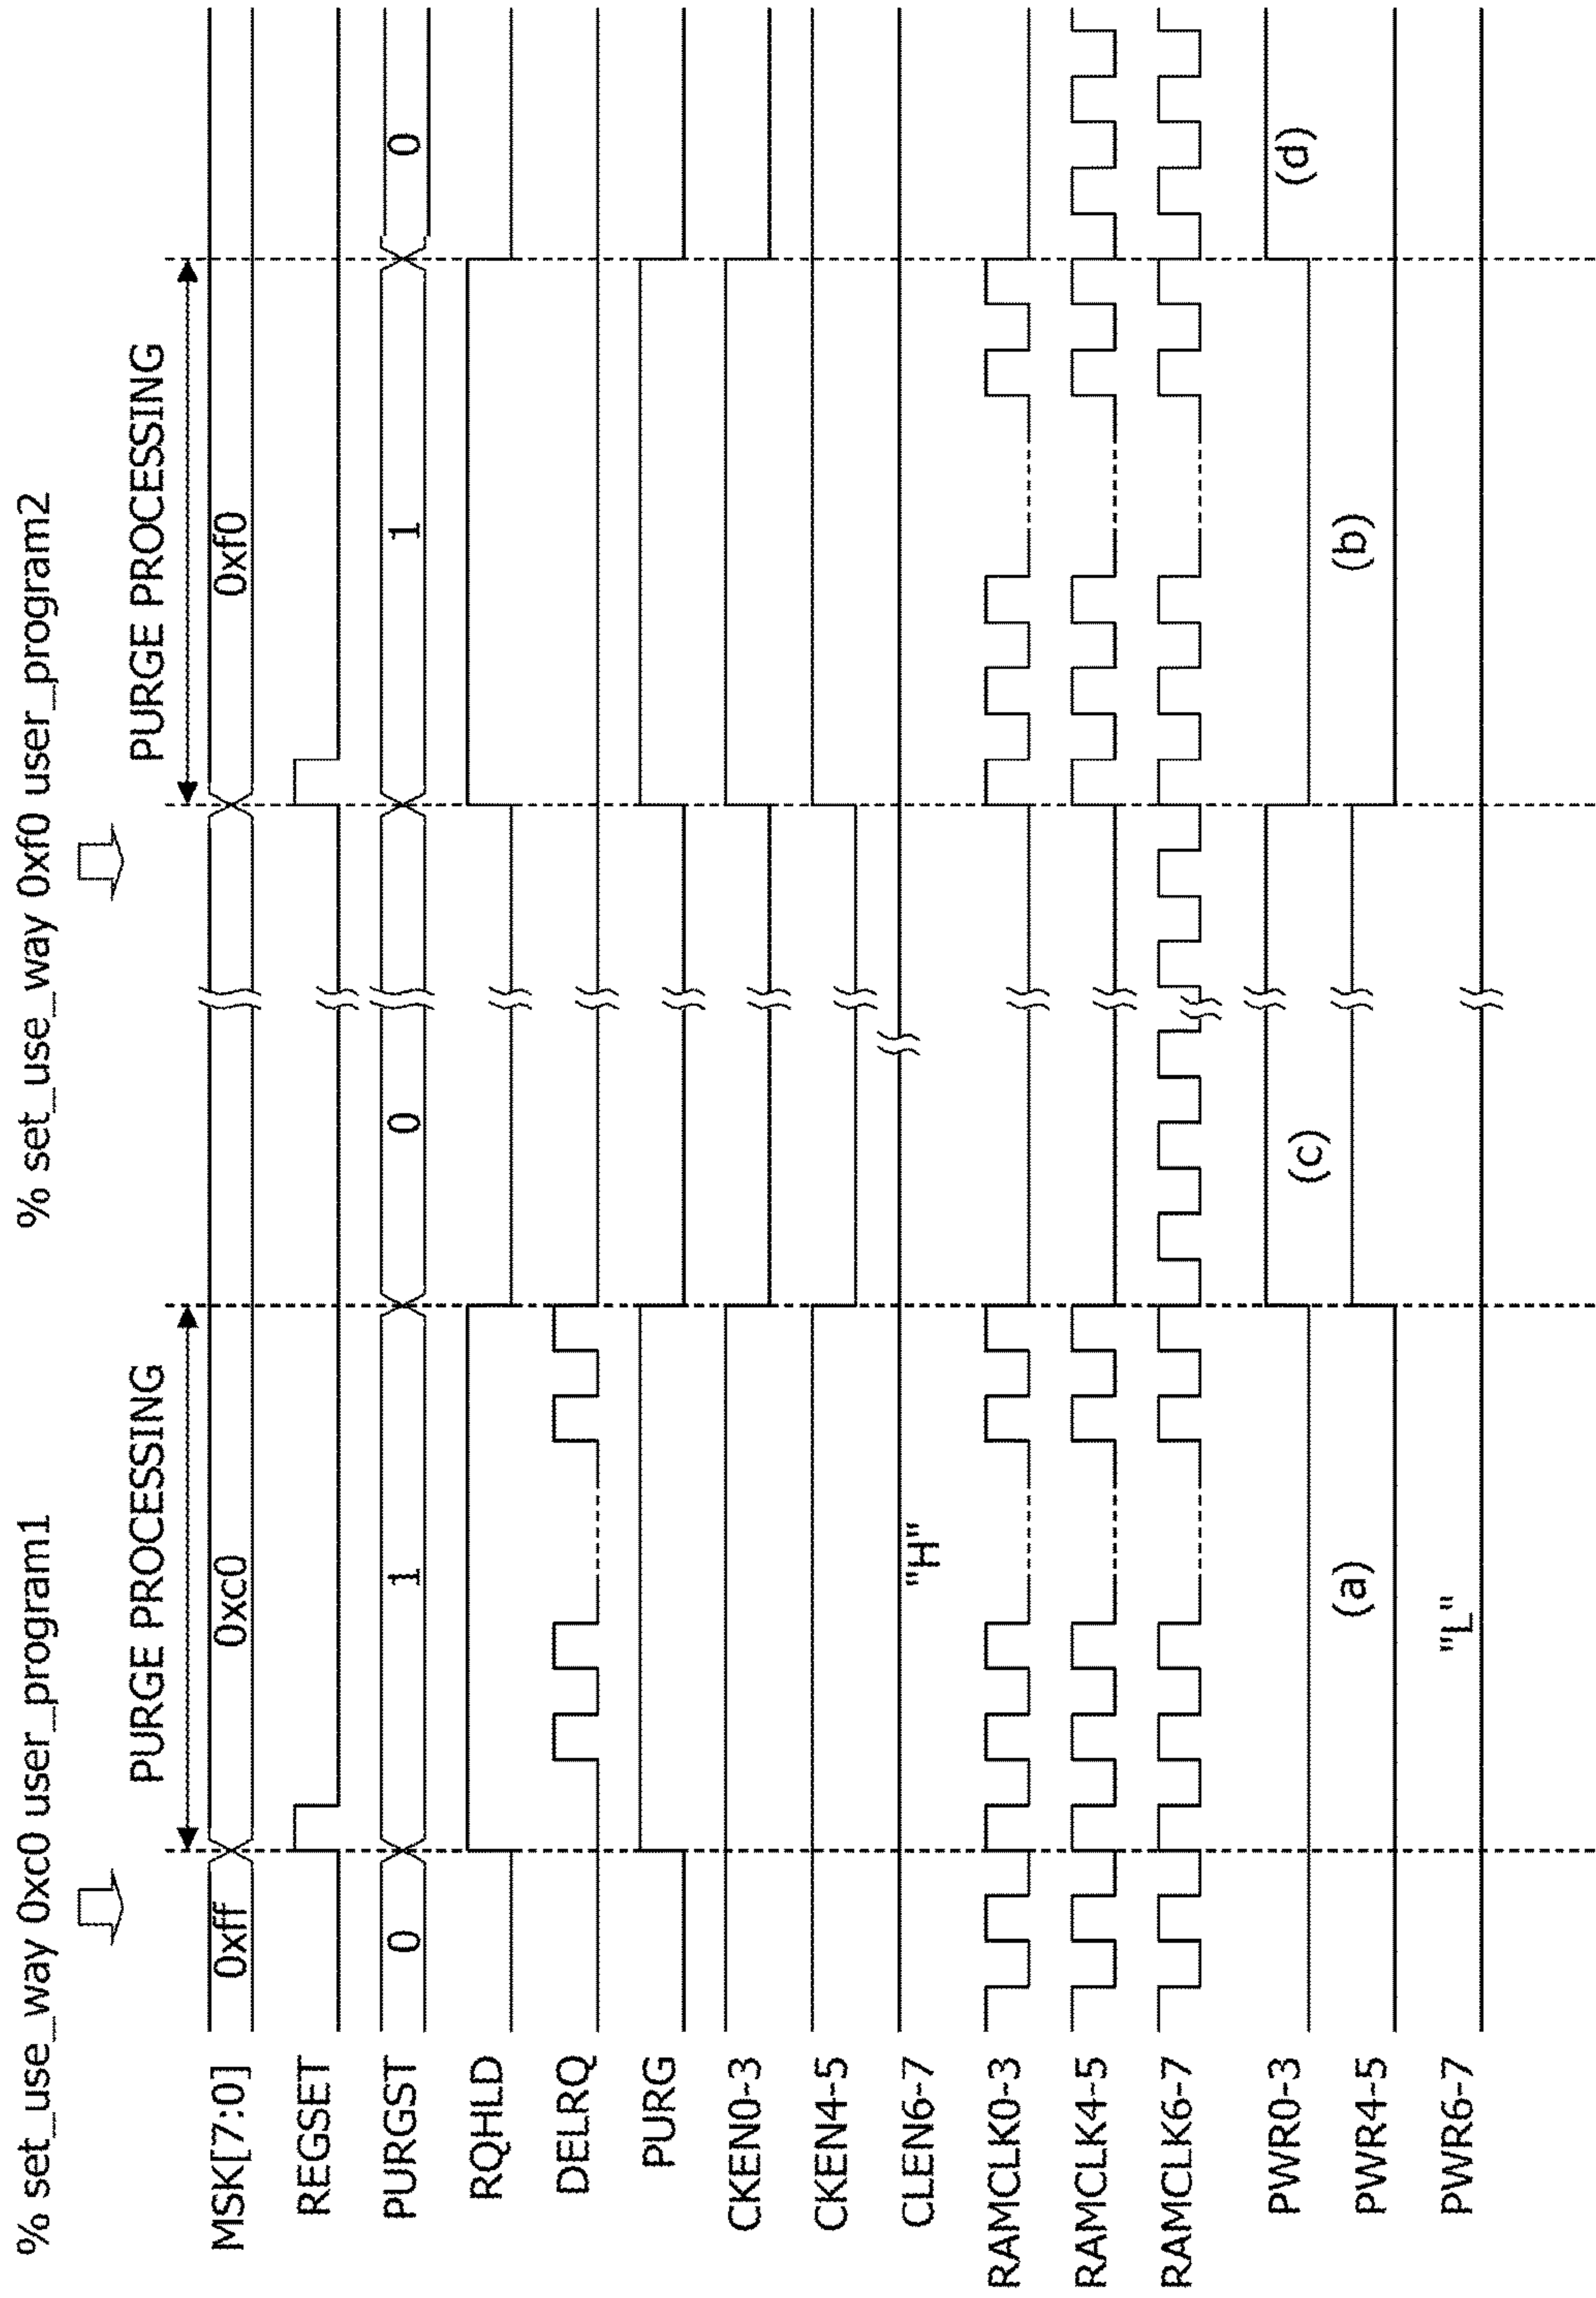 % set_use_way 0xc0 user_program1
% set_use_way 0xf0 user_program2
PURGE PROCESSING
PURGE PROCESSING
MSK[7:0]
0xff
0xc0
0xf0
REGSET
PURGST
0
1
0
1
0
RQHLD
DELRQ
PURG
CKEN0-3
CKEN4-5
CLEN6-7
"H"
RAMCLK0-3
RAMCLK4-5
RAMCLK6-7
PWR0-3
(c)
(d)
PWR4-5
(a)
(b)
PWR6-7
"L"